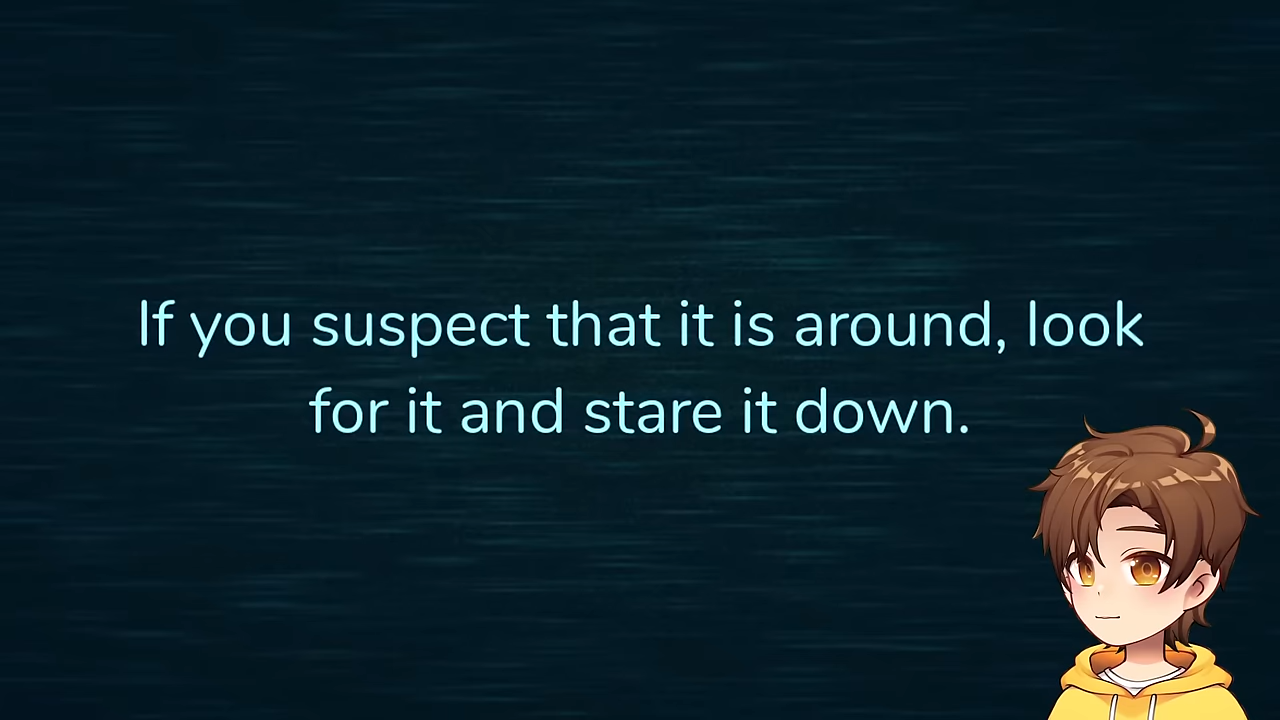 If you suspect that it is around, look
for it and stare it down.